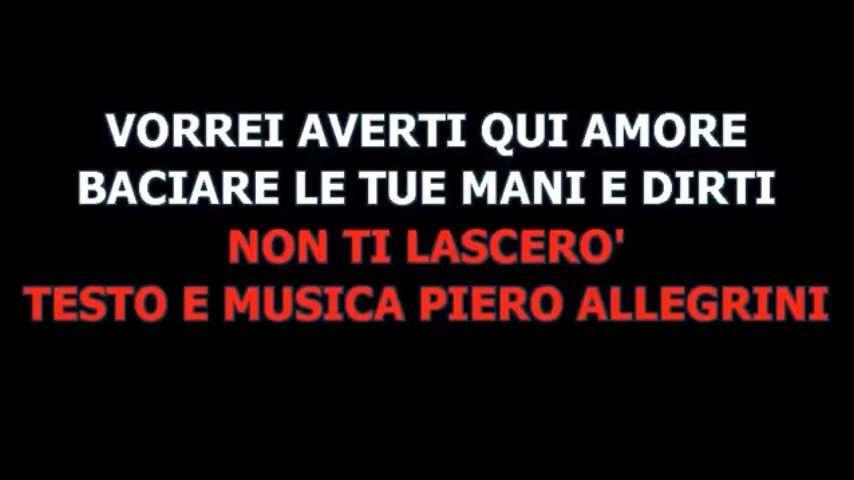 VORREI AVERTI QUI AMORE
BACIARE LE TUE MANI E DIRTI
NON TI LASCERO'
TESTO E MUSICA PIERO ALLEGRINI